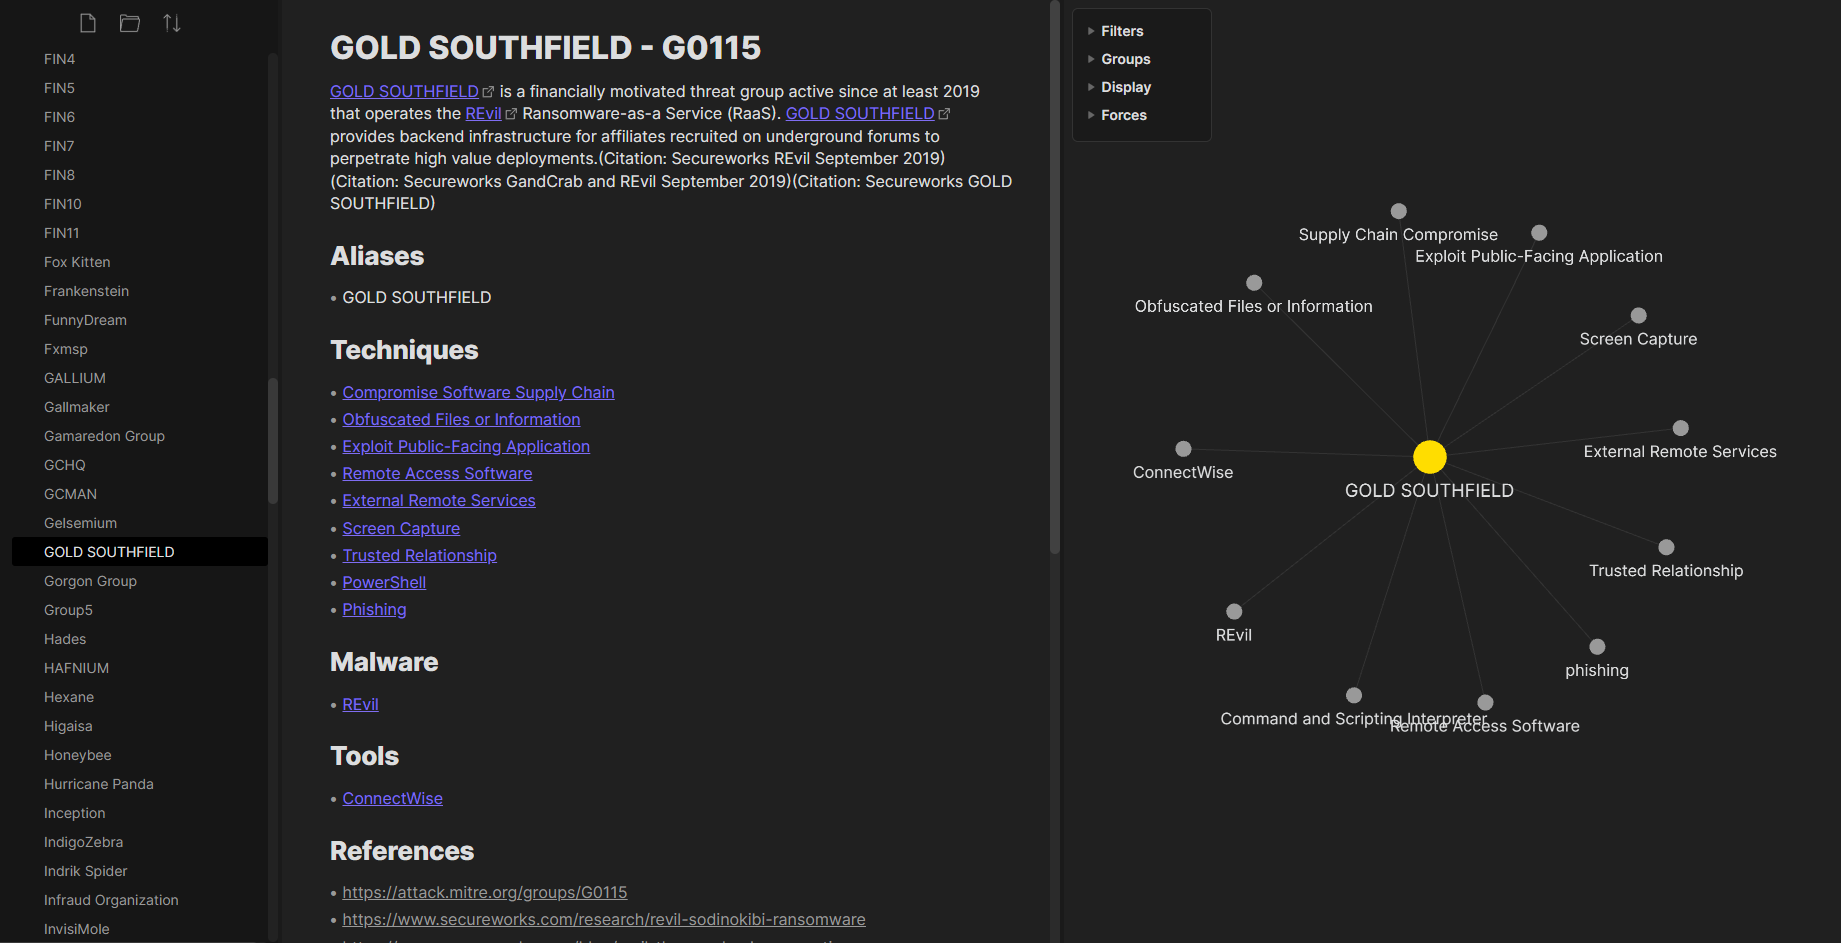 FIN4
FIN5
FIN6
FIN7
FIN8
FIN10
FIN11
Fox Kitten
Frankenstein
FunnyDream
Fxmsp
GALLIUM
Gallmaker
Gamaredon Group
GCHQ
GCMAN
Gelsemium
GOLD SOUTHFIELD
Gorgon Group
Group5
Hades
HAFNIUM
Hexane
Higaisa
Honeybee
Hurricane Panda
Inception
IndigoZebra
Indrik Spider
Infraud Organization
InvisiMole
GOLD SOUTHFIELD - G0115
GOLD SOUTHFIELD is a financially motivated threat group active since at least 2019
that operates the REvil Ransomware-as-a Service (RaaS). GOLD SOUTHFIELD
provides backend infrastructure for affiliates recruited on underground forums to
perpetrate high value deployments.(Citation: Secureworks REvil September 2019)
(Citation: Secureworks GandCrab and REvil September 2019)(Citation: Secureworks GOLD
SOUTHFIELD)
Aliases
• GOLD SOUTHFIELD
Techniques
• Compromise Software Supply Chain
• Obfuscated Files or Information
• Exploit Public-Facing Application
• Remote Access Software
• External Remote Services
• Screen Capture
• Trusted Relationship
• PowerShell
• Phishing
Malware
• REvil
Tools
• ConnectWise
References
• https://attack.mitre.org/groups/G0115
• https://www.secureworks.com/research/revil-sodinokibi-ransomware
Filters
Groups
Display
Forces
Supply Chain Compromise
Exploit Public-Facing Application
Obfuscated Files or Information
Screen Capture
External Remote Services
ConnectWise
GOLD SOUTHFIELD
Trusted Relationship
REvil
phishing
Command and Scripting Interpreter
Remote Access Software